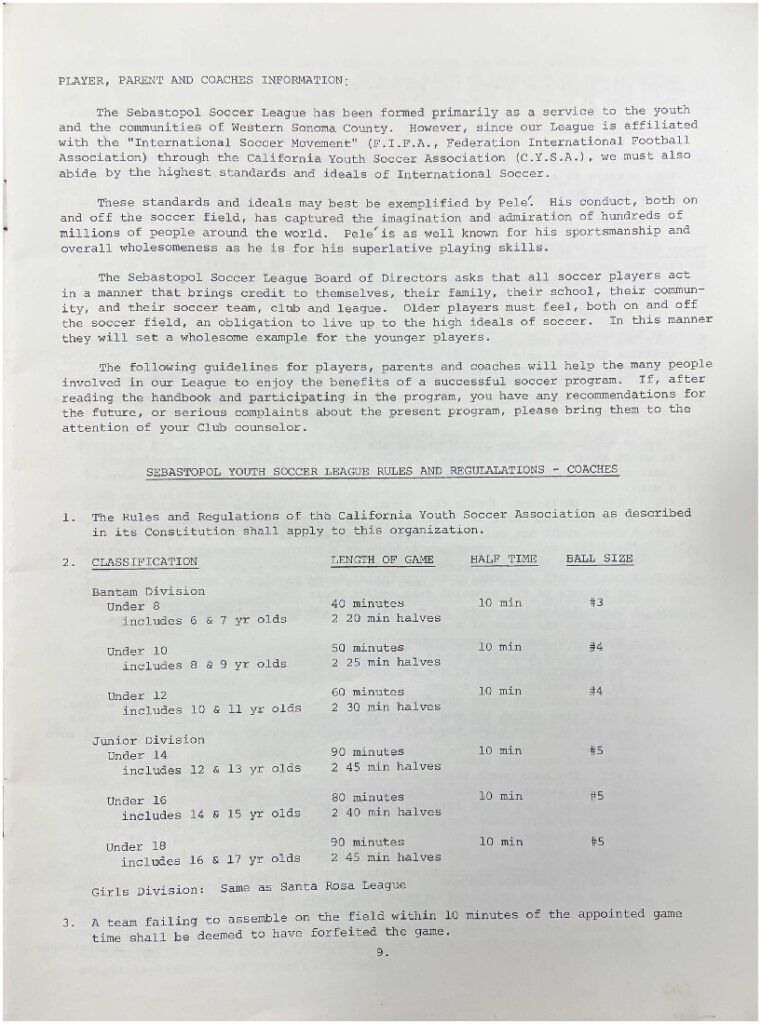 PLAYER, PARENT AND COACHES INFORMATION:
The Sebastopol Soccer League has been formed primarily as a service to the youth
and the communities of Western Sonoma County. However, since our League is affiliated
with the "International Soccer Movement" (F.I.F.A., Federation International Football
Association) through the California Youth Soccer Association (C.Y.S.A.), we must also
abide by the highest standards and ideals of International Soccer.
These standards and ideals may best be exemplified by Pele´. His conduct, both on
and off the soccer field, has captured the imagination and admiration of hundreds of
millions of people around the world. Pele´ is as well known for his sportsmanship and
overall wholesomeness as he is for his superlative playing skills.
The Sebastopol Soccer League Board of Directors asks that all soccer players act
in a manner that brings credit to themselves, their family, their school, their commun-
ity, and their soccer team, club and league. Older players must feel, both on and off
the soccer field, an obligation to live up to the high ideals of soccer. In this manner
they will set a wholesome example for the younger players.
The following guidelines for players, parents and coaches will help the many people
involved in our League to enjoy the benefits of a successful soccer program. If, after
reading the handbook and participating in the program, you have any recommendations for
the future, or serious complaints about the present program, please bring them to the
attention of your Club counselor.
SEBASTOPOL YOUTH SOCCER LEAGUE RULES AND REGULALATIONS - COACHES
1. The Rules and Regulations of the California Youth Soccer Association as described
in its Constitution shall apply to this organization.
2. CLASSIFICATION LENGTH OF GAME HALF TIME BALL SIZE
Bantam Division
Under 8 40 minutes 10 min #3
includes 6 & 7 yr olds 2 20 min halves
Under 10 50 minutes 10 min #4
includes 8 & 9 yr olds 2 25 min halves
Under 12 60 minutes 10 min #4
includes 10 & 11 yr olds 2 30 min halves
Junior Division
Under 14 90 minutes 10 min #5
includes 12 & 13 yr olds 2 45 min halves
Under 16 80 minutes 10 min #5
includes 14 & 15 yr olds 2 40 min halves
Under 18 90 minutes 10 min #5
includes 16 & 17 yr olds 2 45 min halves
Girls Division: Same as Santa Rosa League
3. A team failing to assemble on the field within 10 minutes of the appointed game
time shall be deemed to have forfeited the game.
9.